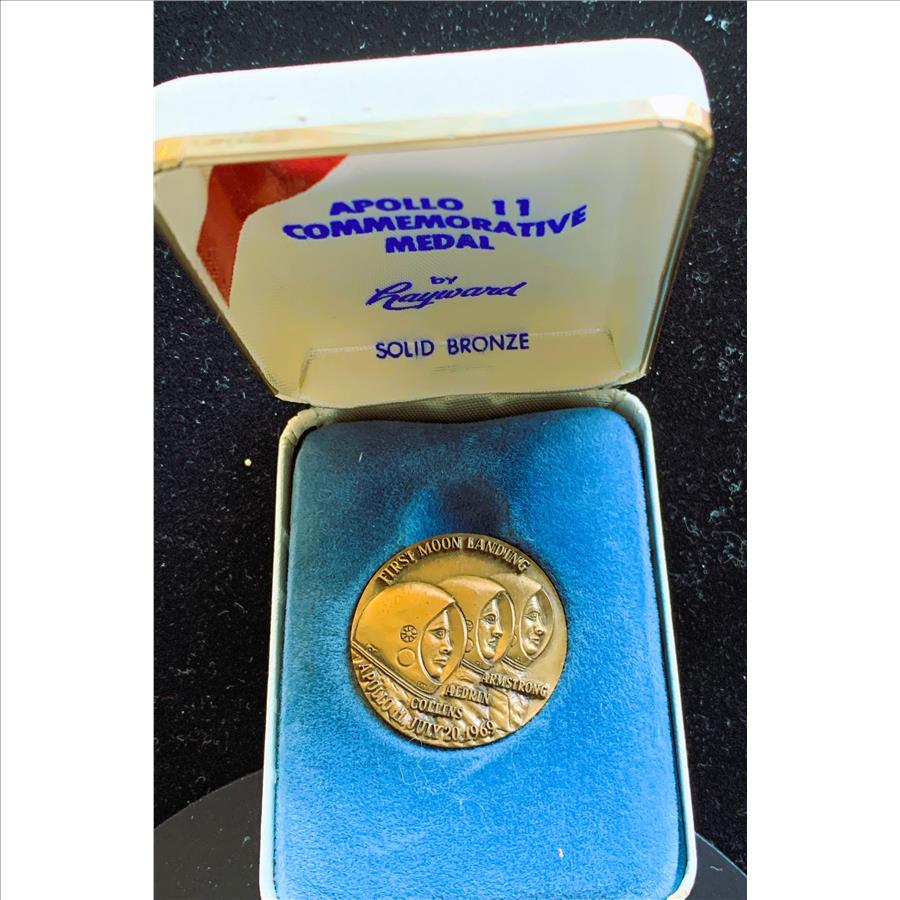 APOLLO 11
COMMEMORATIVE
MEDAL
BY
Hayward
SOLID BRONZE
FIRST MOON LANDING
ARMSTRONG
ALDRIN
COLLINS
APOLLO 11 JULY 20, 1969